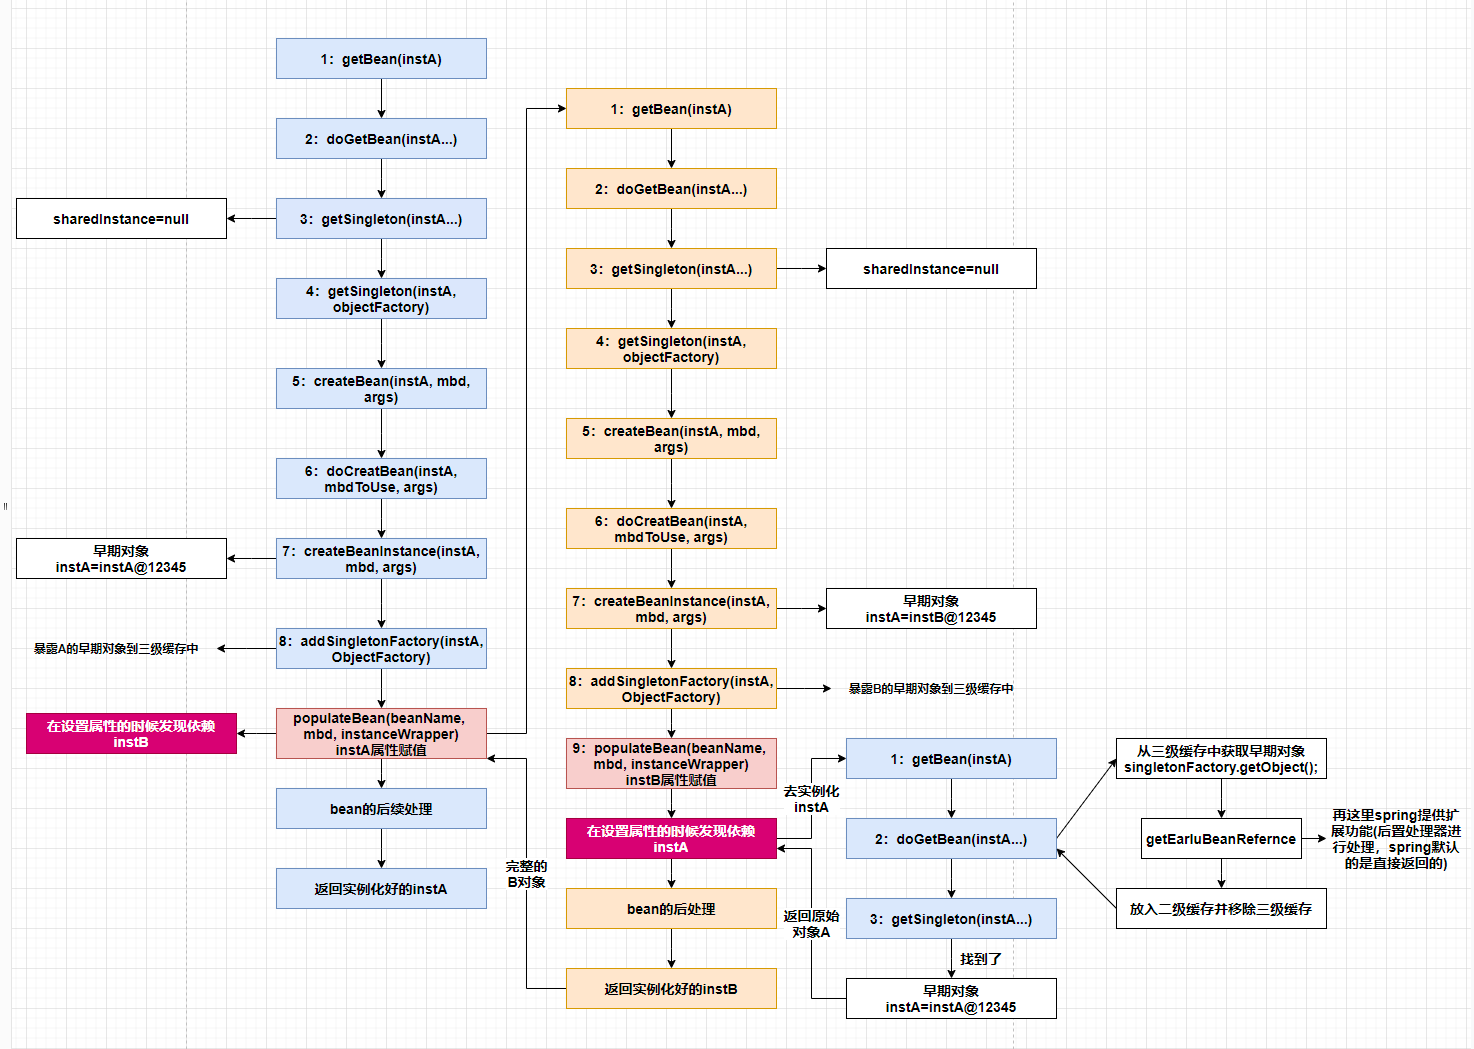 1：getBean(instA)
2：doGetBean(instA...)
sharedInstance=null
3：getSingleton(instA...)
4：getSingleton(instA,
objectFactory)
5：createBean(instA, mbd,
args)
6：doCreatBean(instA,
mbdToUse, args)
早期对象
instA=instA@12345
7：createBeanInstance(instA,
mbd, args)
暴露A的早期对象到三级缓存中
8：addSingletonFactory(instA,
ObjectFactory)
在设置属性的时候发现依赖
instB
populateBean(beanName,
mbd, instanceWrapper)
instA属性赋值
bean的后续处理
返回实例化好的instA
1：getBean(instA)
2：doGetBean(instA...)
3：getSingleton(instA...)
sharedInstance=null
4：getSingleton(instA,
objectFactory)
5：createBean(instA, mbd,
args)
6：doCreatBean(instA,
mbdToUse, args)
7：createBeanInstance(instA,
mbd, args)
早期对象
instA=instB@12345
8：addSingletonFactory(instA,
ObjectFactory)
暴露B的早期对象到三级缓存中
9：populateBean(beanName,
mbd, instanceWrapper)
instB属性赋值
在设置属性的时候发现依赖
instA
bean的后处理
返回实例化好的instB
完整的
B对象
去实例化
instA
返回原始
对象A
1：getBean(instA)
2：doGetBean(instA...)
3：getSingleton(instA...)
找到了
早期对象
instA=instA@12345
从三级缓存中获取早期对象
singletonFactory.getObject();
getEarluBeanRefernce
再这里spring提供扩
展功能(后置处理器进
行处理，spring默认
的是直接返回的)
放入二级缓存并移除三级缓存